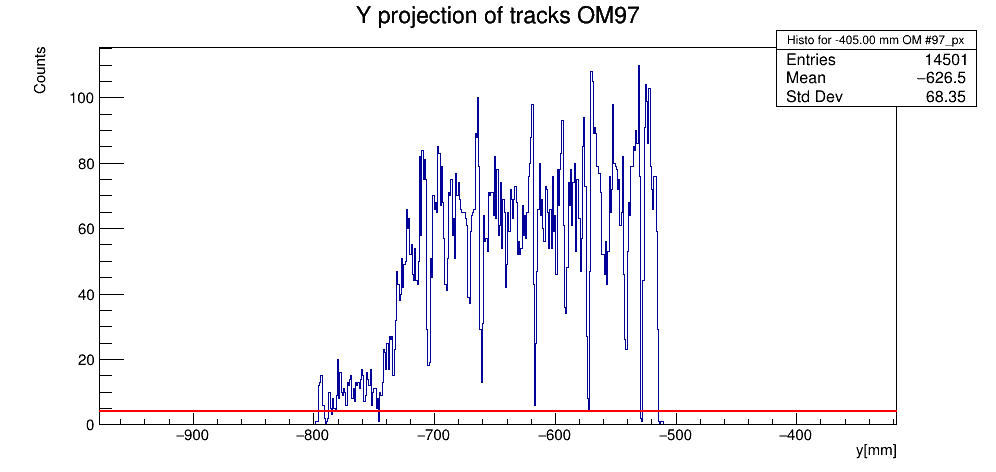 Y projection of tracks OM97
Histo for -405.00 mm OM #97_px
Entries 14501
Mean −626.5
Std Dev 68.35
Counts
100
80
60
40
20
0
−900 −800 −700 −600 −500 −400
y[mm]